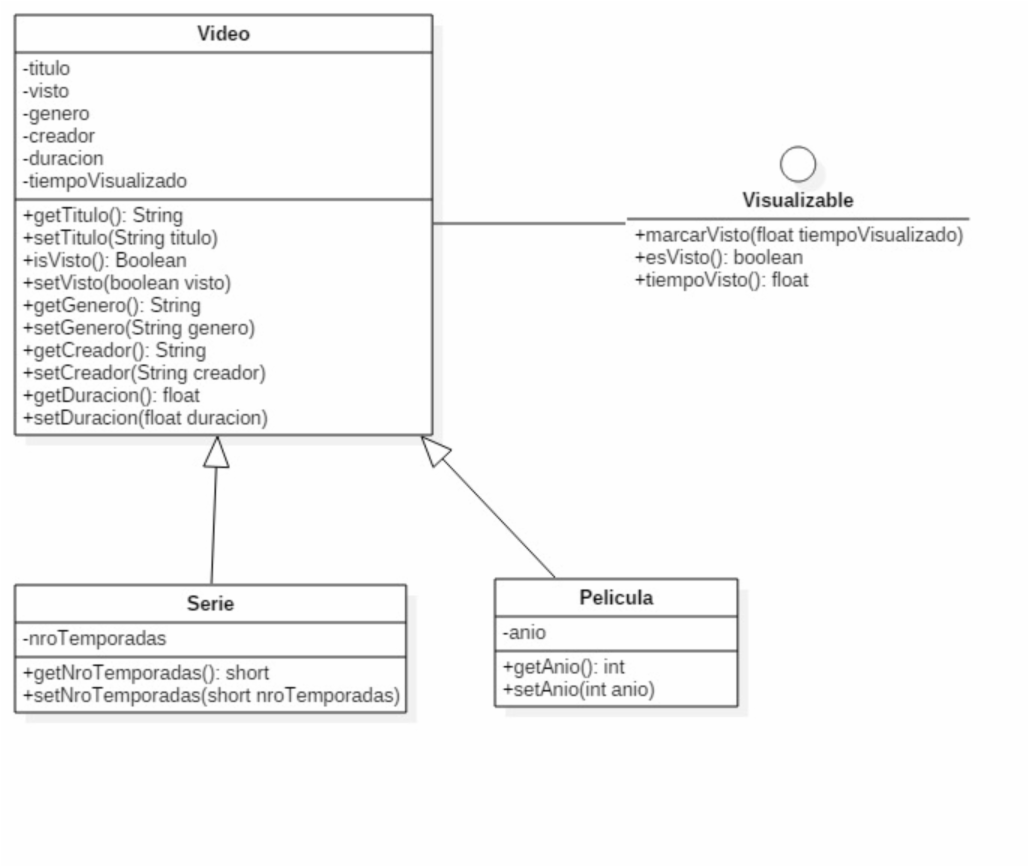 Video
-titulo
-visto
-genero
-creador
-duracion
-tiempoVisualizado
+getTitulo(): String
+setTitulo(String titulo)
+isVisto(): Boolean
+setVisto(boolean visto)
+getGenero(): String
+setGenero(String genero)
+getCreador(): String
+setCreador(String creador)
+getDuracion(): float
+setDuracion(float duracion)
Visualizable
+marcarVisto(float tiempoVisualizado)
+esVisto(): boolean
+tiempoVisto(): float
Serie
-nroTemporadas
+getNroTemporadas(): short
+setNroTemporadas(short nroTemporadas)
Pelicula
-anio
+getAnio(): int
+setAnio(int anio)